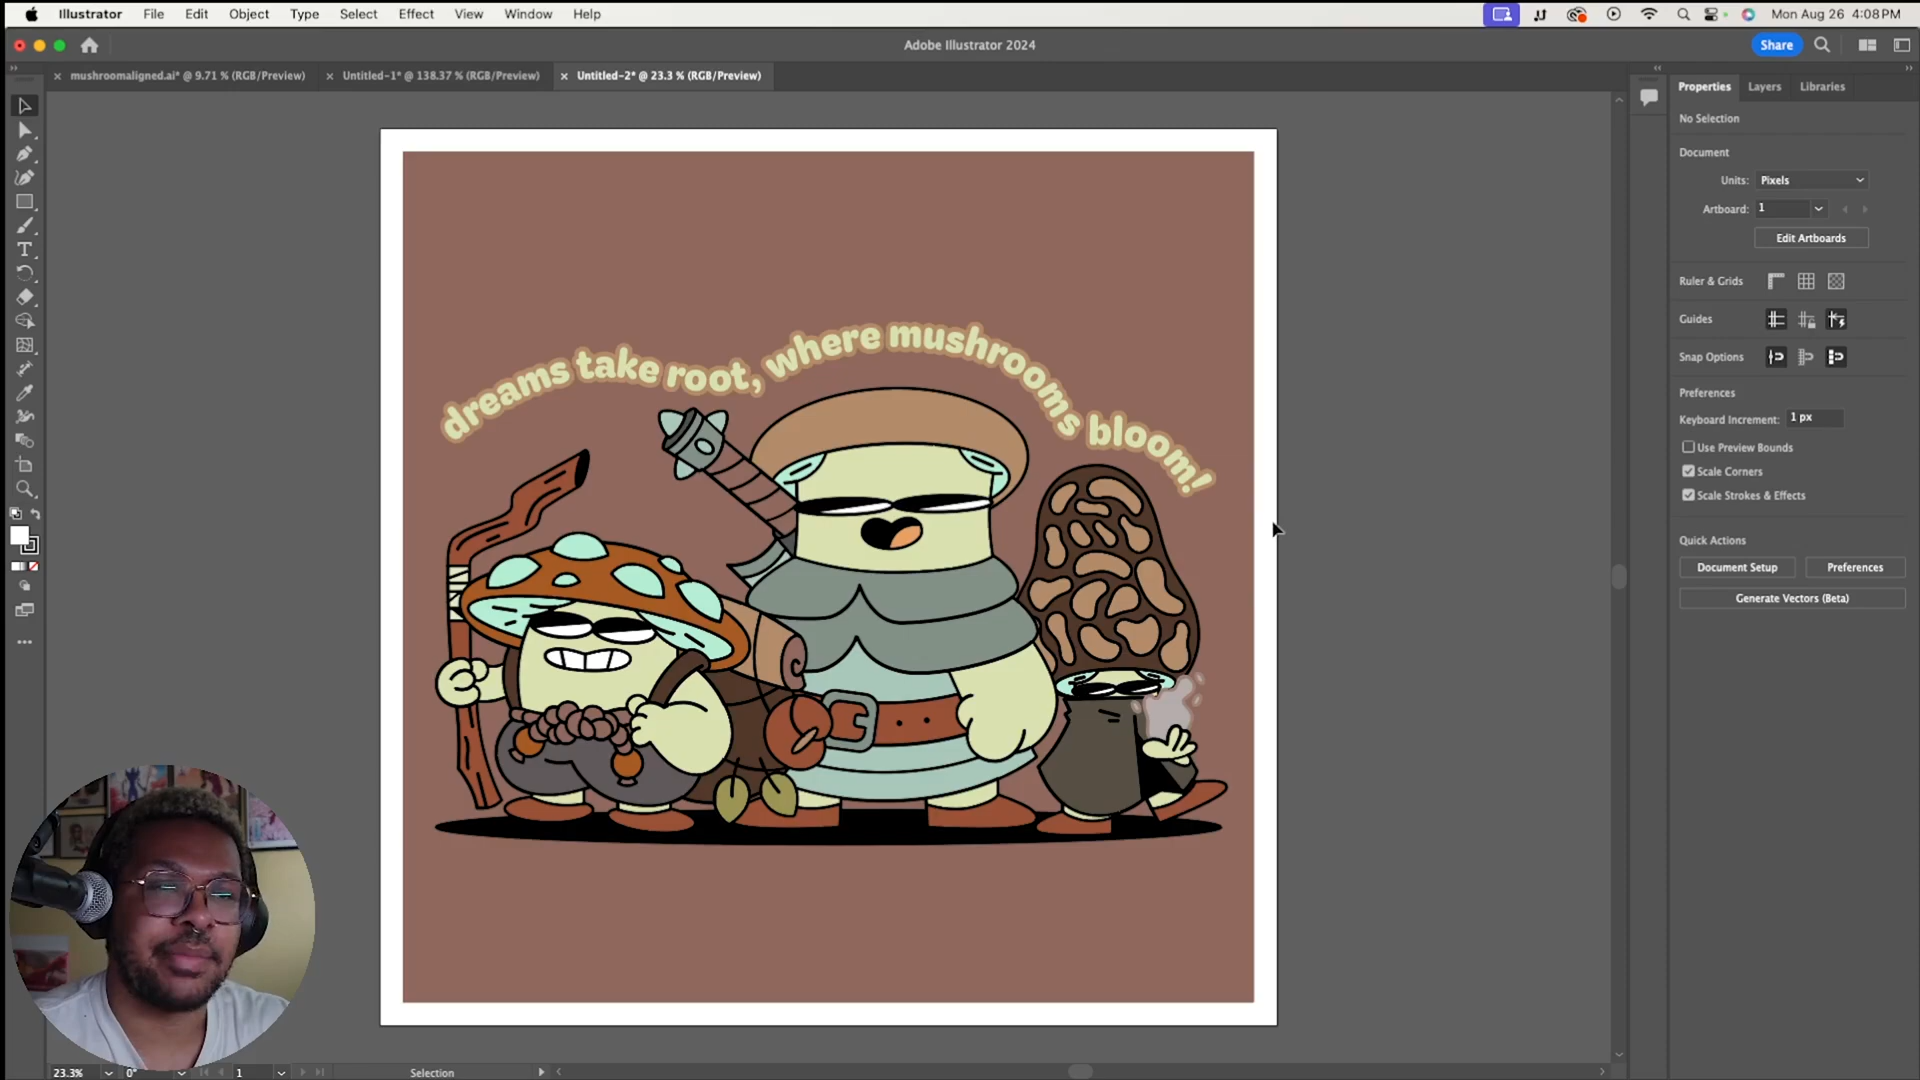 Illustrator File Edit Object Type Select Effect View Window Help Mon Aug 26 4:08 PM
Adobe Illustrator 2024 Share
mushroomaligned.ai* @ 9.71 % (RGB/Preview) Untitled-1* @ 138.37 % (RGB/Preview) Untitled-2* @ 23.3 % (RGB/Preview)
Properties Layers Libraries
No Selection
Document
Units: Pixels
Artboard: 1
Edit Artboards
Ruler & Grids
Guides
Snap Options
Preferences
Keyboard Increment: 1 px
Use Preview Bounds
Scale Corners
Scale Strokes & Effects
Quick Actions
Document Setup Preferences
Generate Vectors (Beta)
dreams take root, where mushrooms bloom!
23.3% 0° 1 Selection